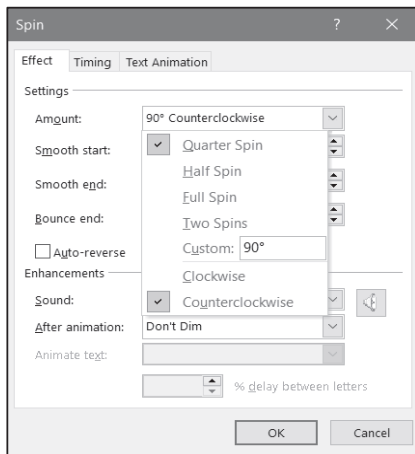 Spin ?
Effect Timing Text Animation
Settings
Amount: 90° Counterclockwise
Quarter Spin
Smooth start:
Half Spin
Smooth end:
Full Spin
Two Spins
Bounce end:
Custom: 90°
Auto-reverse
Clockwise
Enhancements
Sound:
Counterclockwise
After animation: Don't Dim
Animate text:
% delay between letters
OK Cancel